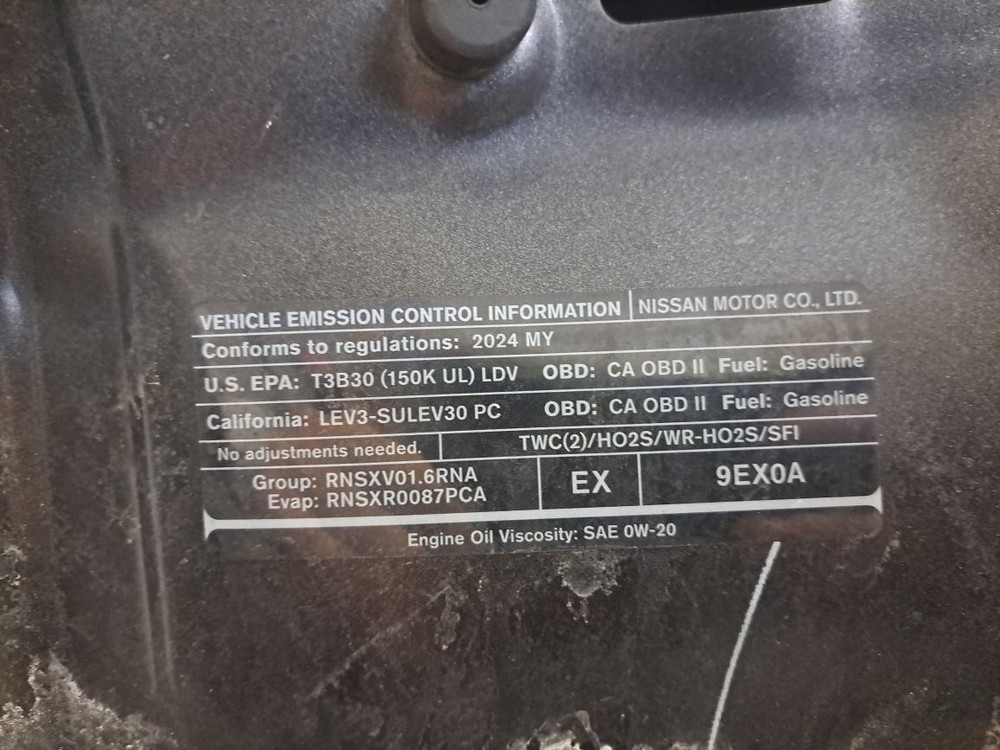 VEHICLE EMISSION CONTROL INFORMATION NISSAN MOTOR CO., LTD.
Conforms to regulations: 2024 MY
U.S. EPA: T3B30 (150K UL) LDV OBD: CA OBD II Fuel: Gasoline
California: LEV3-SULEV30 PC OBD: CA OBD II Fuel: Gasoline
No adjustments needed. TWC(2)/HO2S/WR-HO2S/SFI
Group: RNSXV01.6RNA
Evap: RNSXR0087PCA
EX
9EX0A
Engine Oil Viscosity: SAE 0W-20